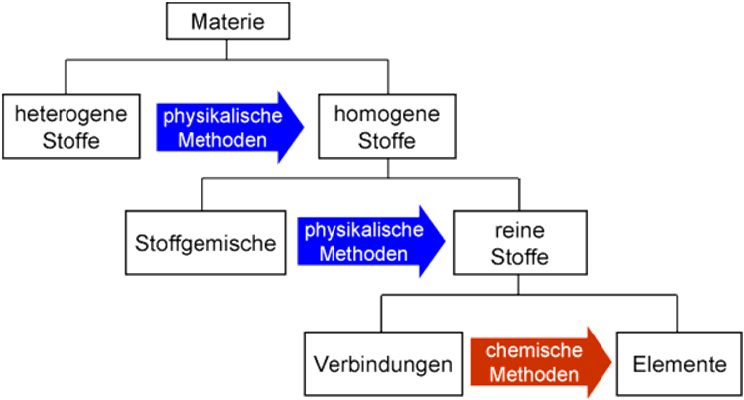 Materie
heterogene
Stoffe
physikalische
Methoden
homogene
Stoffe
Stoffgemische
physikalische
Methoden
reine
Stoffe
Verbindungen
chemische
Methoden
Elemente